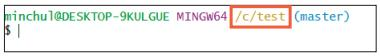 minchul@DESKTOP-9KULGUE MINGW64 /c/test (master)
$